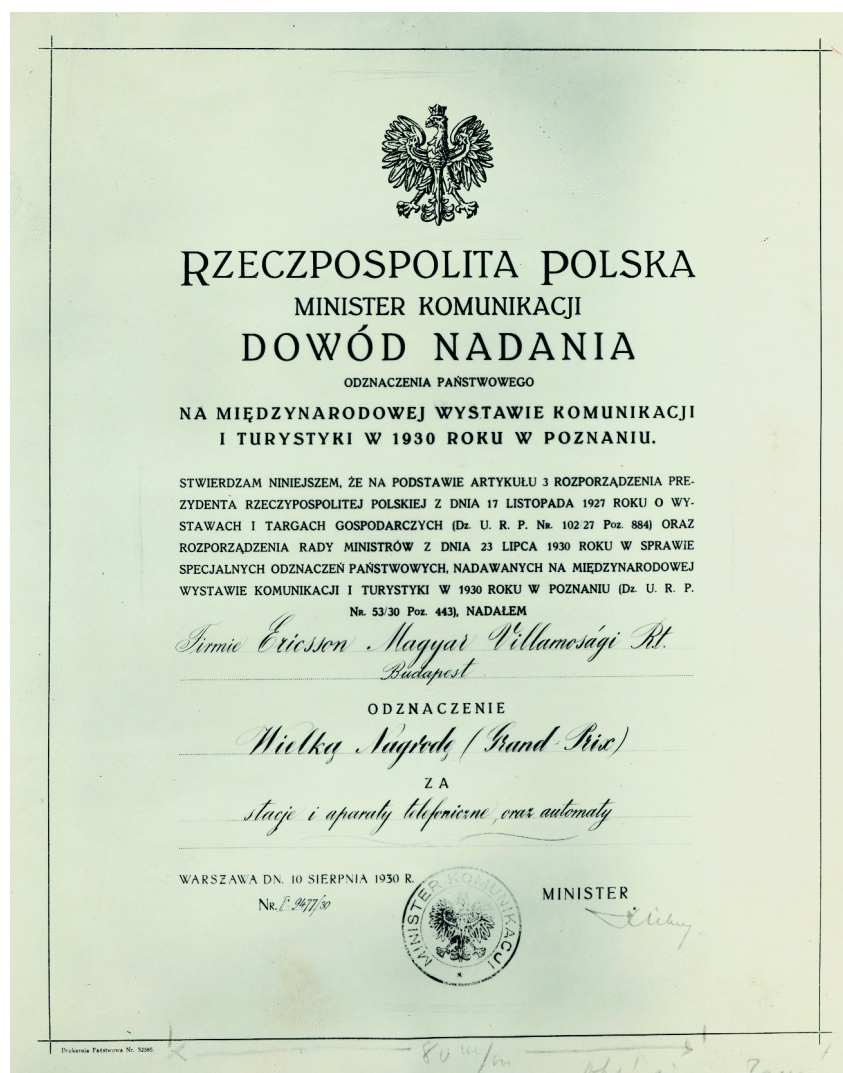 RZECZPOSPOLITA POLSKA
MINISTER KOMUNIKACJI
DOWÓD NADANIA
ODZNACZENIA PAŃSTWOWEGO
NA MIĘDZYNARODOWEJ WYSTAWIE KOMUNIKACJI
I TURYSTYKI W 1930 ROKU W POZNANIU.
STWIERDZAM NINIEJSZEM, ŻE NA PODSTAWIE ARTYKUŁU 3 ROZPORZĄDZENIA PRE-
ZYDENTA RZECZYPOSPOLITEJ POLSKIEJ Z DNIA 17 LISTOPADA 1927 ROKU O WY-
STAWACH I TARGACH GOSPODARCZYCH (Dz. U. R. P. Nr. 102 27 Poz. 884) ORAZ
ROZPORZĄDZENIA RADY MINISTRÓW Z DNIA 23 LIPCA 1930 ROKU W SPRAWIE
SPECJALNYCH ODZNACZEŃ PAŃSTWOWYCH, NADAWANYCH NA MIĘDZYNARODOWEJ
WYSTAWIE KOMUNIKACJI I TURYSTYKI W 1930 ROKU W POZNANIU (Dz. U. R. P.
Nr. 53/30 Poz. 443), NADAŁEM
Firmie Ericsson Magyar Villamosági Rt.
Budapest
ODZNACZENIE
Wielką Nagrodę (Grand-Prix)
ZA
stacje i aparaty telefoniczne, oraz automaty
WARSZAWA DN. 10 SIERPNIA 1930 R.
Nr. 9477/30
MINISTER KOMUNIKACJI
MINISTER
Drukarnia Państwowa Nr. 52585.
80 m/m